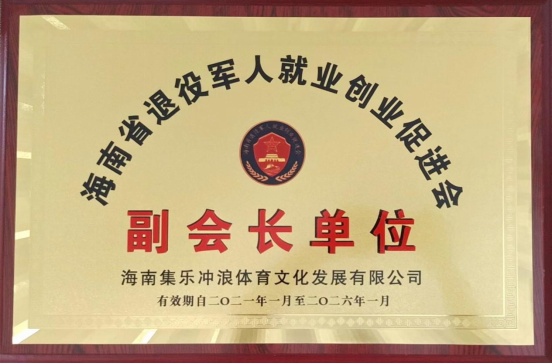 海南省退役军人就业创业促进会
副会长单位
海南集乐冲浪体育文化发展有限公司
有效期自二〇二一年一月至二〇二六年一月